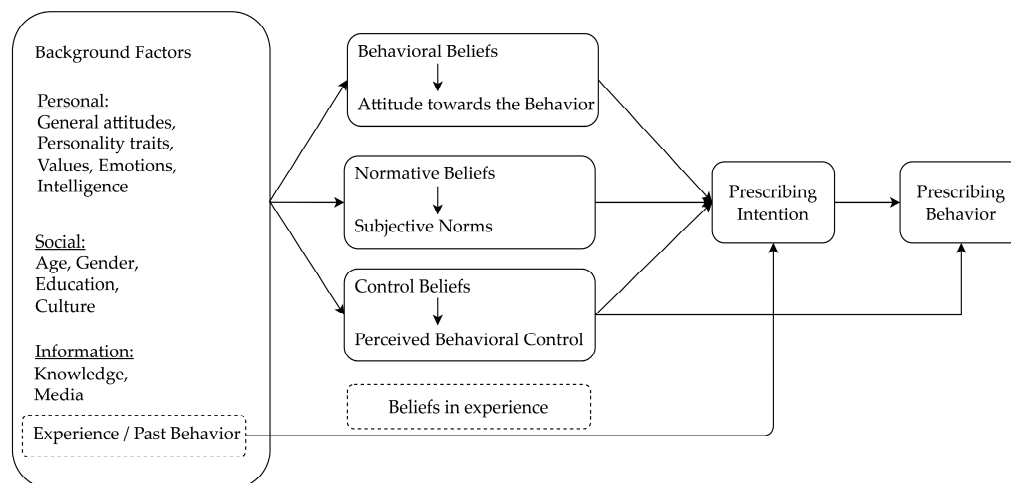 Background Factors
Personal:
General attitudes,
Personality traits,
Values, Emotions,
Intelligence
Social:
Age, Gender,
Education,
Culture
Information:
Knowledge,
Media
Experience / Past Behavior
Behavioral Beliefs
Attitude towards the Behavior
Normative Beliefs
Subjective Norms
Control Beliefs
Perceived Behavioral Control
Beliefs in experience
Prescribing
Intention
Prescribing
Behavior